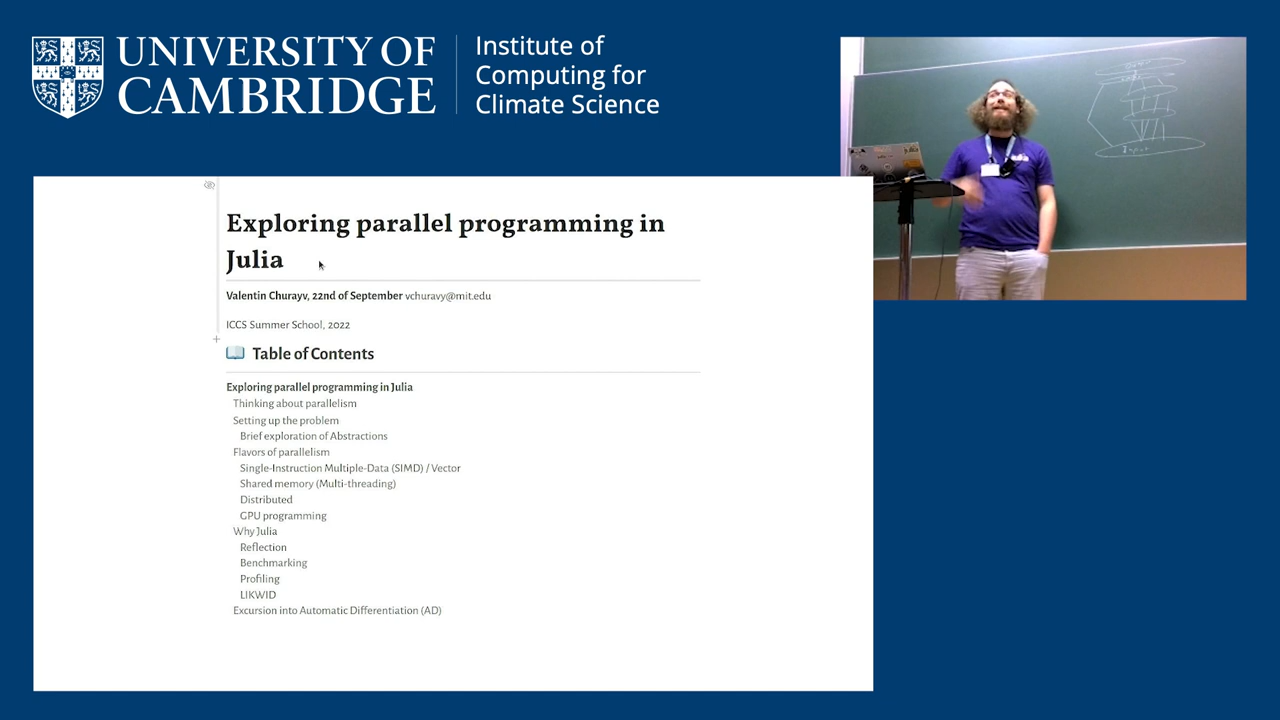 UNIVERSITY OF
CAMBRIDGE
Institute of
Computing for
Climate Science
Exploring parallel programming in
Julia
Valentin Churayv, 22nd of September vchuravy@mit.edu
ICCS Summer School, 2022
Table of Contents
Exploring parallel programming in Julia
Thinking about parallelism
Setting up the problem
Brief exploration of Abstractions
Flavors of parallelism
Single-Instruction Multiple-Data (SIMD) / Vector
Shared memory (Multi-threading)
Distributed
GPU programming
Why Julia
Reflection
Benchmarking
Profiling
LIKWID
Excursion into Automatic Differentiation (AD)
julia